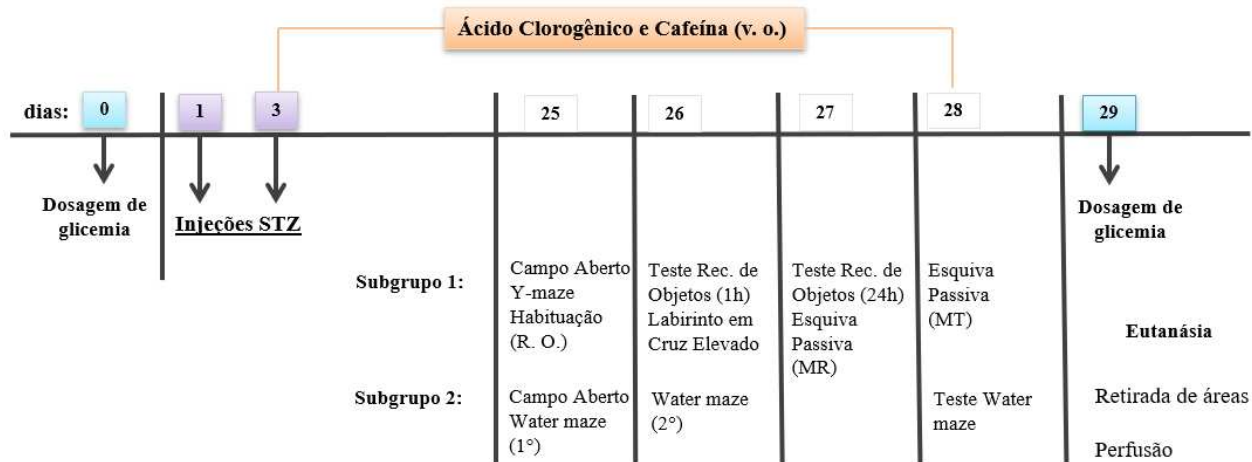 Ácido Clorogênico e Cafeína (v. o.)
dias:
0
1
3
25
26
27
28
29
Dosagem de
glicemia
Injeções STZ
Dosagem de
glicemia
Subgrupo 1:
Campo Aberto
Y-maze
Habituação
(R. O.)
Teste Rec. de
Objetos (1h)
Labirinto em
Cruz Elevado
Teste Rec. de
Objetos (24h)
Esquiva
Passiva
(MR)
Esquiva
Passiva
(MT)
Eutanásia
Subgrupo 2:
Campo Aberto
Water maze
(1°)
Water maze
(2°)
Teste Water
maze
Retirada de áreas
Perfusão